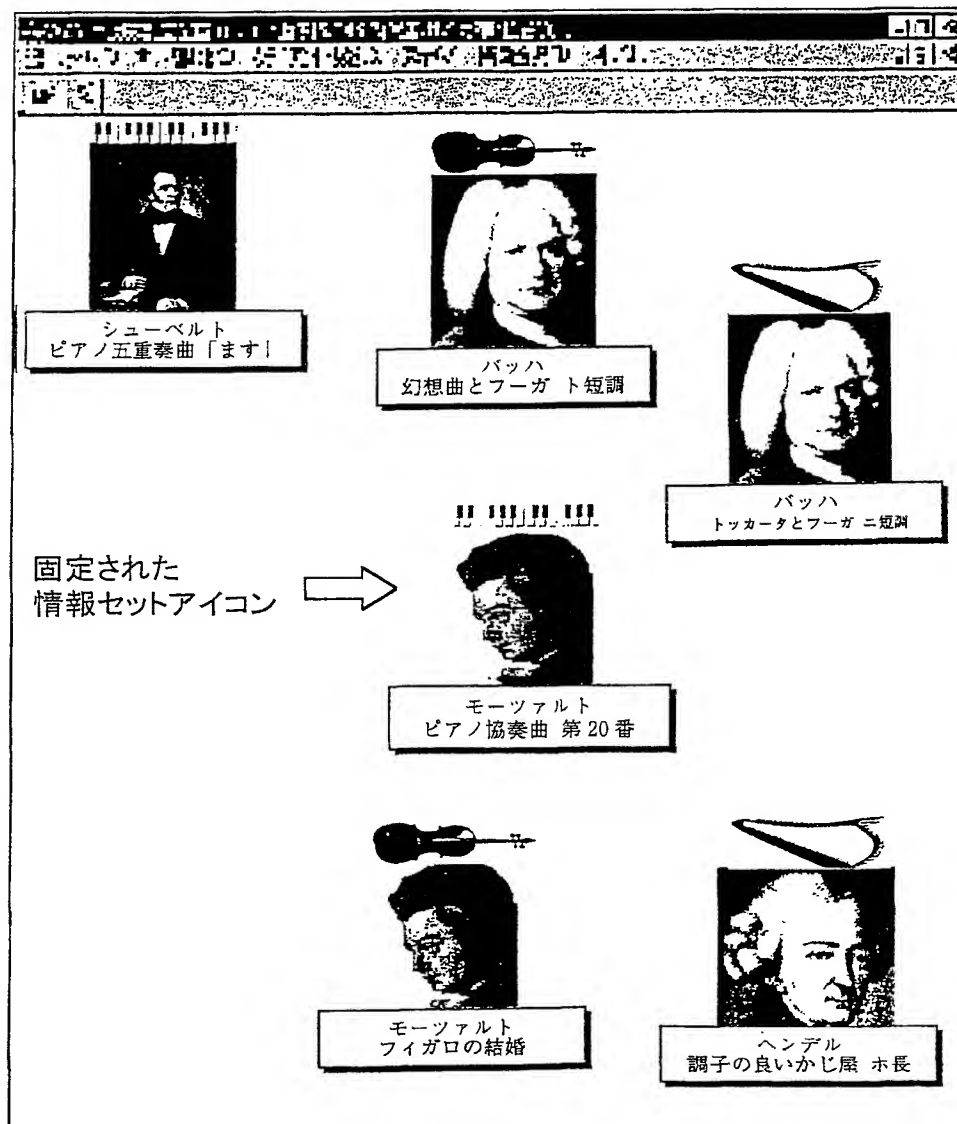 シューベルト
ピアノ五重奏曲「ます」
バッハ
幻想曲とフーガ ト短調
バッハ
トッカータとフーガ ニ短調
固定された
情報セットアイコン
モーツァルト
ピアノ協奏曲 第20番
モーツァルト
フィガロの結婚
ヘンデル
調子の良いかじ屋 ホ長